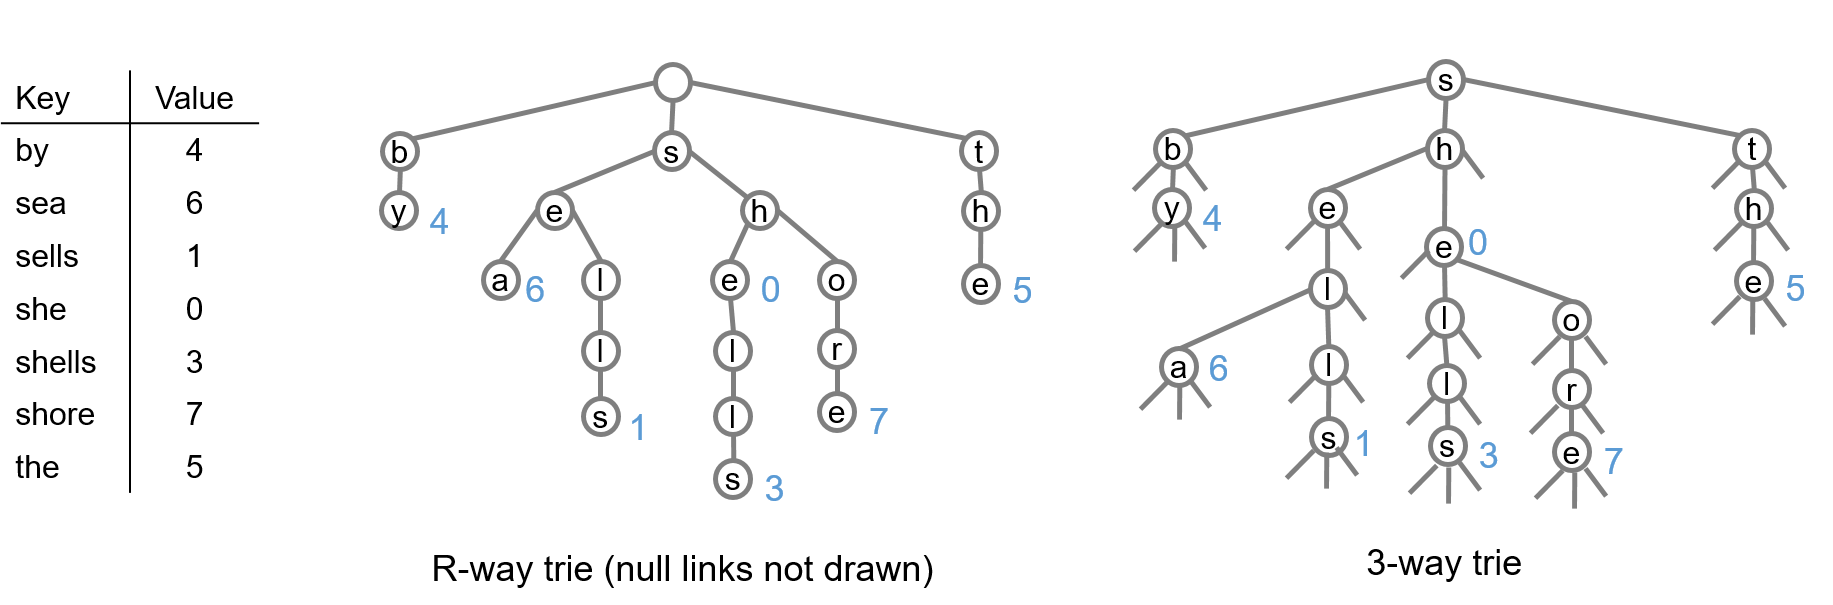 Key Value
by 4
sea 6
sells 1
she 0
shells 3
shore 7
the 5
b s t
y 4 e h h
a 6 l e 0 o e 5
l l r
s 1 l e 7
s 3
R-way trie (null links not drawn)
s
b h t
y 4 e h
e 0
l e 5
l o
a 6 l l r
s 1 s 3 e 7
3-way trie